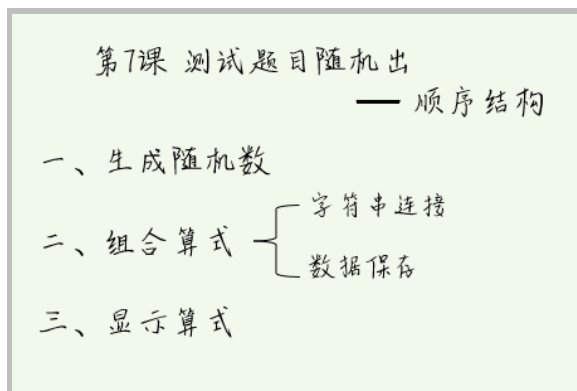 第7课 测试题目随机出
—— 顺序结构
一、生成随机数
二、组合算式
字符串连接
数据保存
三、显示算式